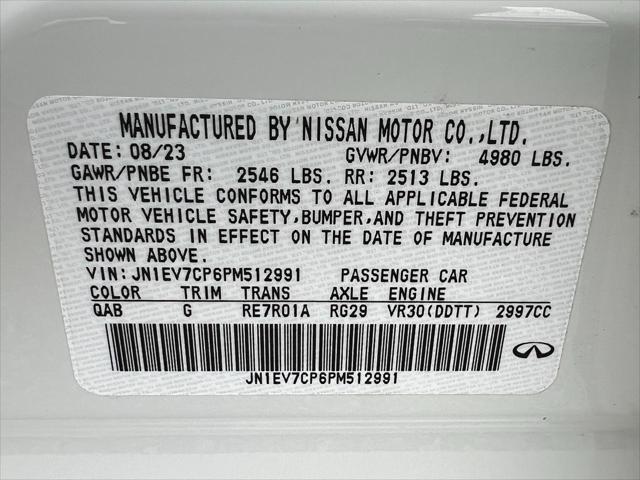 MANUFACTURED BY NISSAN MOTOR CO.,LTD.
DATE: 08/23 GVWR/PNBV: 4980 LBS.
GAWR/PNBE FR: 2546 LBS. RR: 2513 LBS.
THIS VEHICLE CONFORMS TO ALL APPLICABLE FEDERAL
MOTOR VEHICLE SAFETY,BUMPER,AND THEFT PREVENTION
STANDARDS IN EFFECT ON THE DATE OF MANUFACTURE
SHOWN ABOVE.
VIN:JN1EV7CP6PM512991 PASSENGER CAR
COLOR TRIM TRANS AXLE ENGINE
QAB G RE7R01A RG29 VR30(DDTT) 2997CC
JN1EV7CP6PM512991